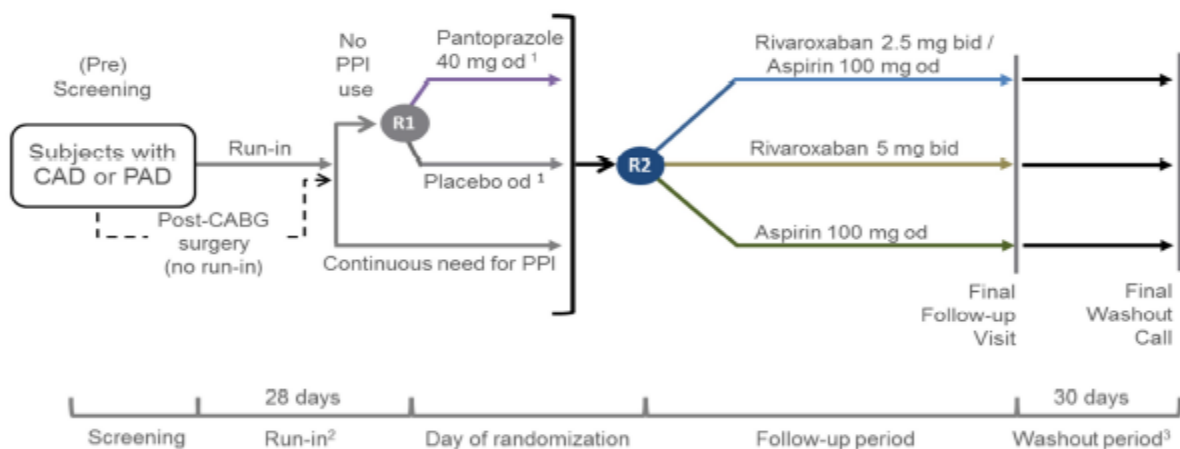 (Pre)
Screening
Subjects with
CAD or PAD
Run-in
Post-CABG
surgery
(no run-in)
No
PPI
use
R1
Pantoprazole
40 mg od ¹
Placebo od ¹
Continuous need for PPI
R2
Rivaroxaban 2.5 mg bid /
Aspirin 100 mg od
Rivaroxaban 5 mg bid
Aspirin 100 mg od
Final
Follow-up
Visit
Final
Washout
Call
28 days
30 days
Screening
Run-in²
Day of randomization
Follow-up period
Washout period³